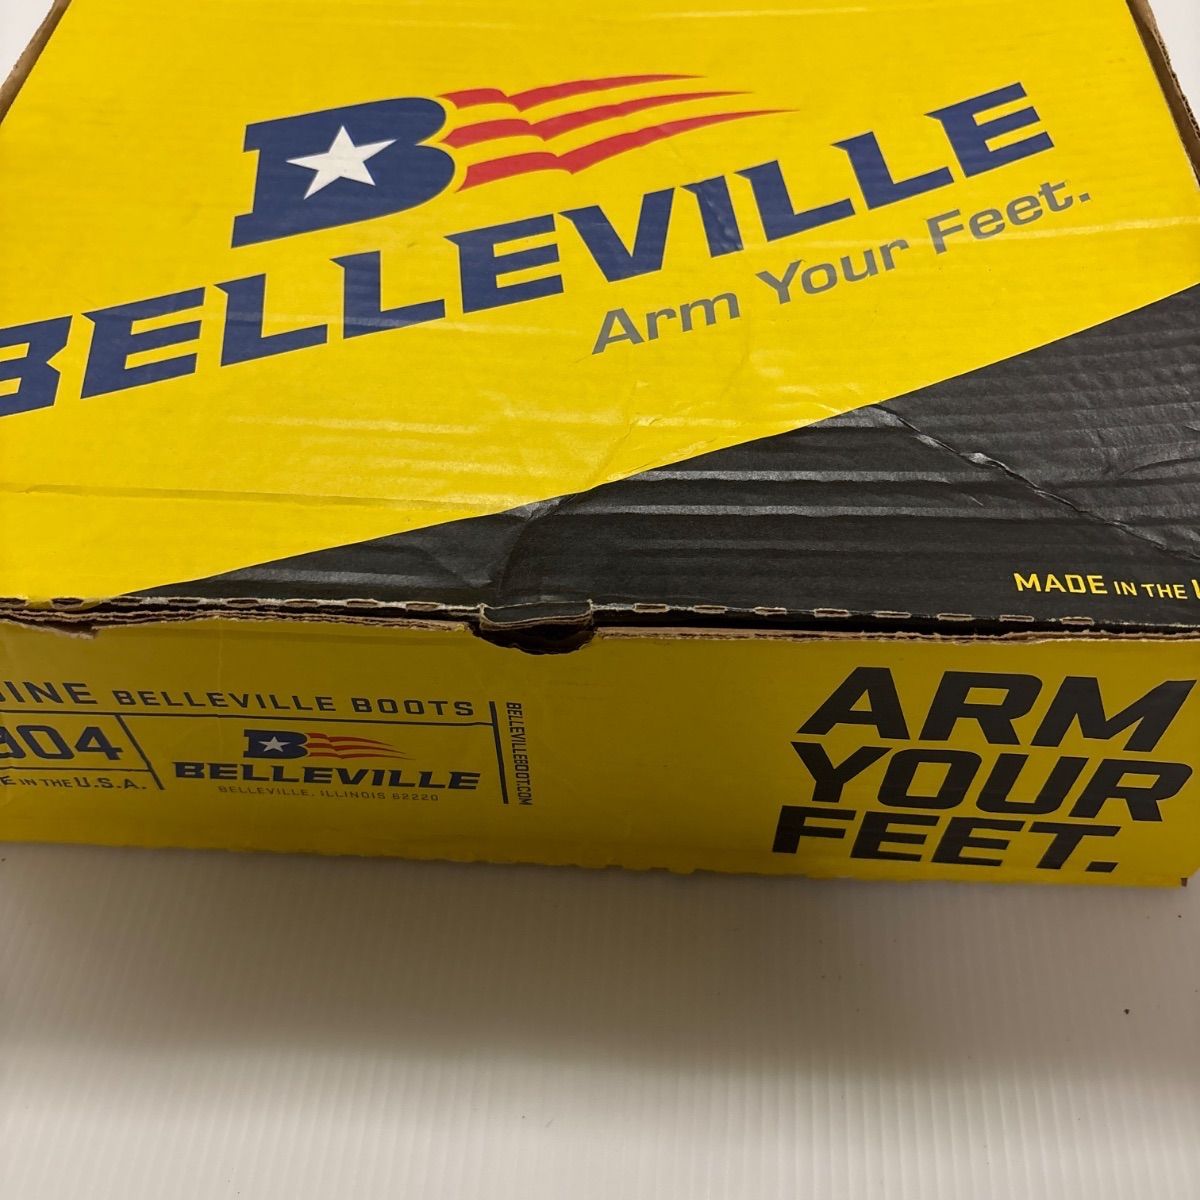 B
BELLEVILLE
Arm Your Feet.
MADE IN THE
BELLEVILLE BOOTS
904
IN THE U.S.A.
B
BELLEVILLE
BELLEVILLE, ILLINOIS 62220
BELLEVILLEBOOT.COM
ARM
YOUR
FEET.